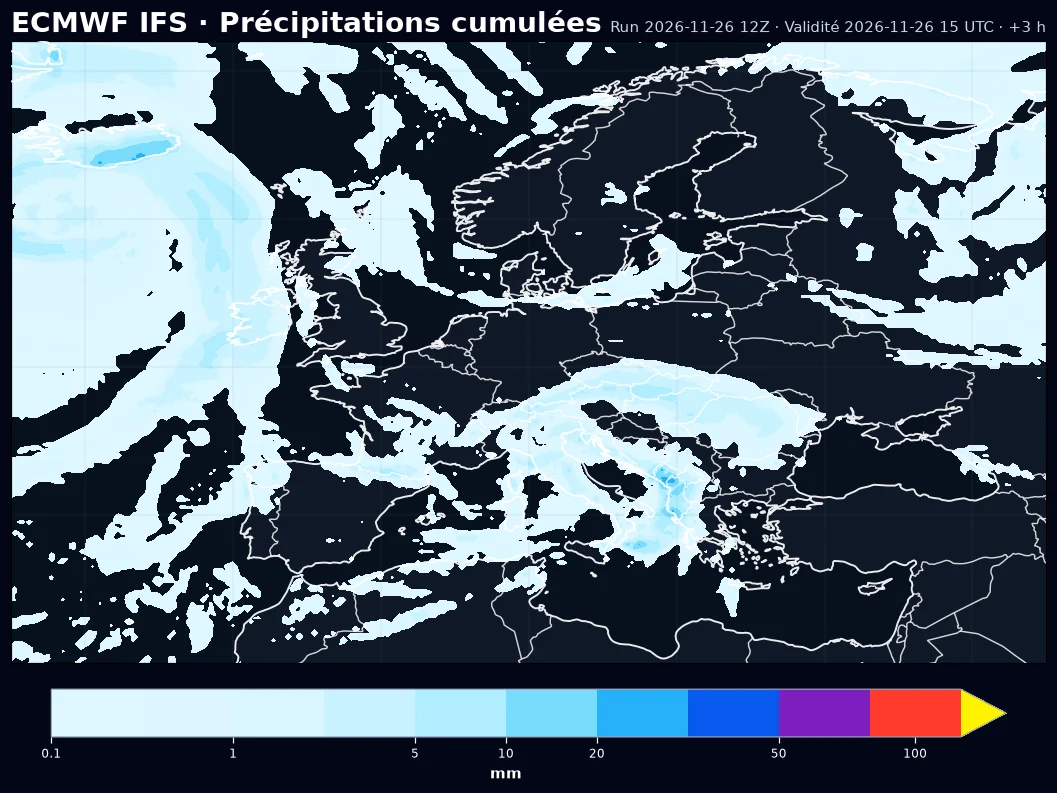 ECMWF IFS · Précipitations cumulées
Run 2026-11-26 12Z · Validité 2026-11-26 15 UTC · +3 h
0.1 1 5 10 20 50 100
mm